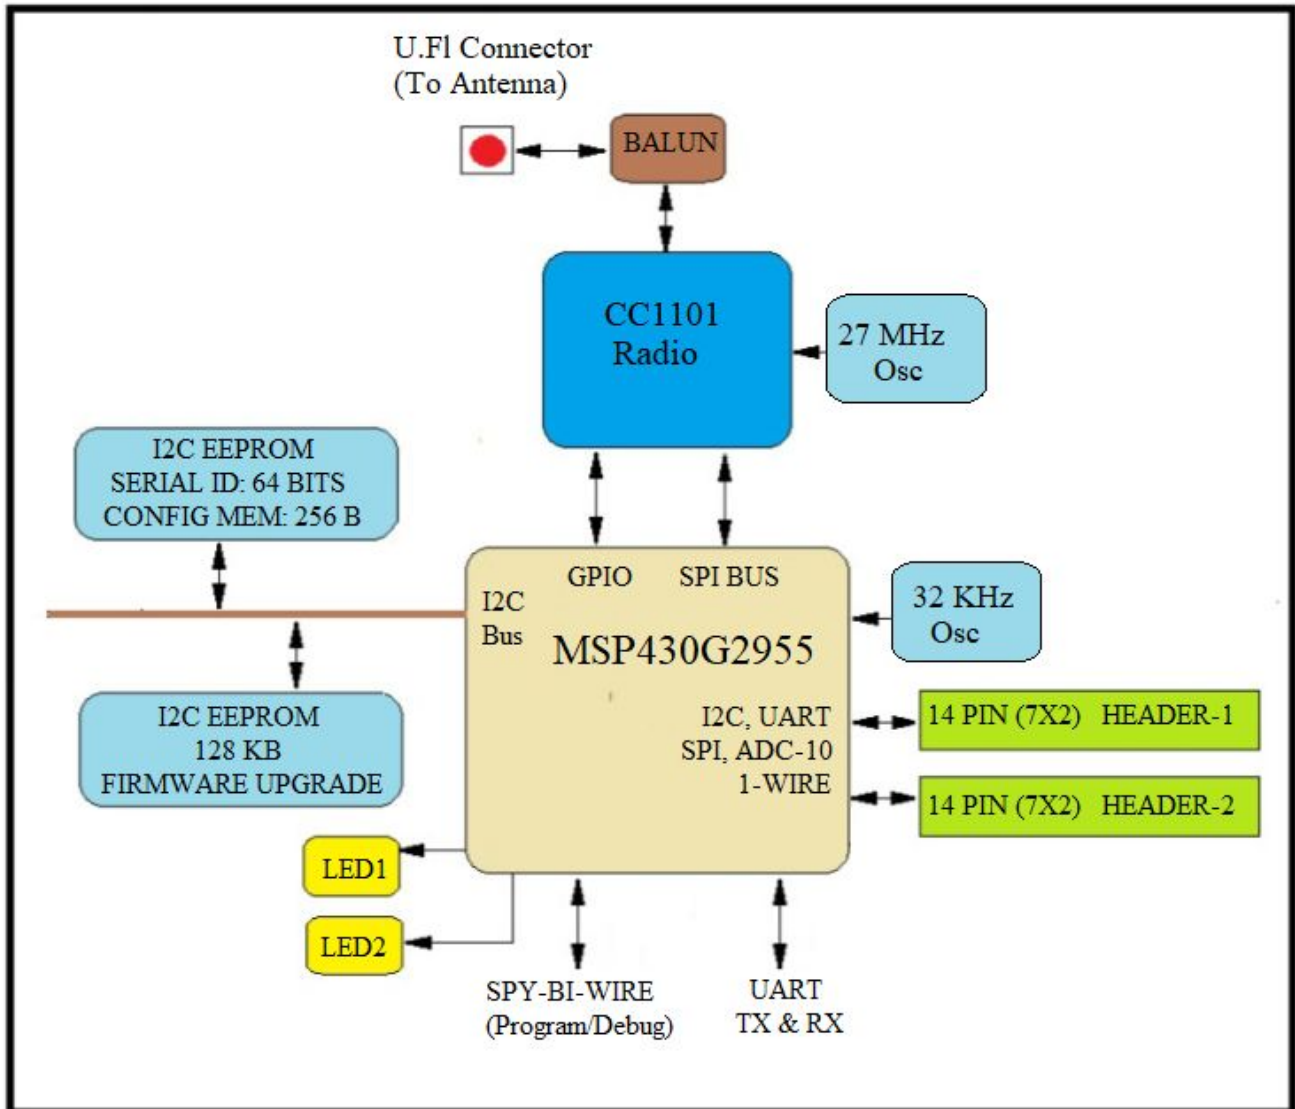 U.Fl Connector
(To Antenna)
BALUN
CC1101
Radio
27 MHz
Osc
I2C EEPROM
SERIAL ID: 64 BITS
CONFIG MEM: 256 B
GPIO
SPI BUS
I2C
Bus
MSP430G2955
32 KHz
Osc
I2C EEPROM
128 KB
FIRMWARE UPGRADE
I2C, UART
SPI, ADC-10
1-WIRE
14 PIN (7X2) HEADER-1
14 PIN (7X2) HEADER-2
LED1
LED2
SPY-BI-WIRE
(Program/Debug)
UART
TX & RX